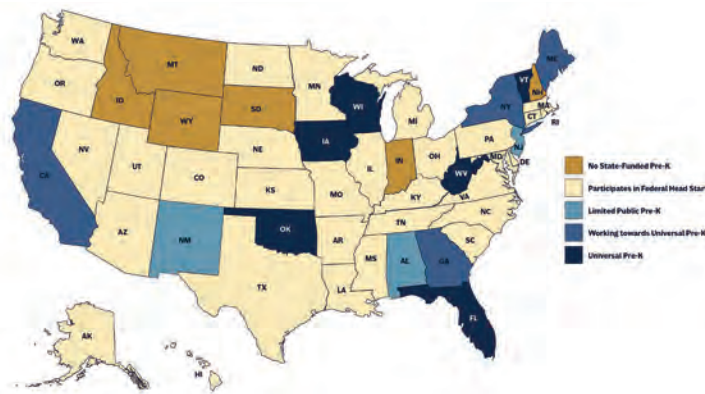 WA
MT
ND
MN
OR
ID
SD
WI
MI
WY
VT
ME
NH
NY
MA
CT
RI
IA
NE
PA
NJ
NV
UT
CO
IL
IN
OH
WV
MD
DE
VA
CA
KS
MO
KY
NC
TN
AZ
NM
OK
AR
SC
TX
MS
AL
GA
LA
FL
AK
HI
No State-Funded Pre-K
Participates in Federal Head Start
Limited Public Pre-K
Working towards Universal Pre-K
Universal Pre-K